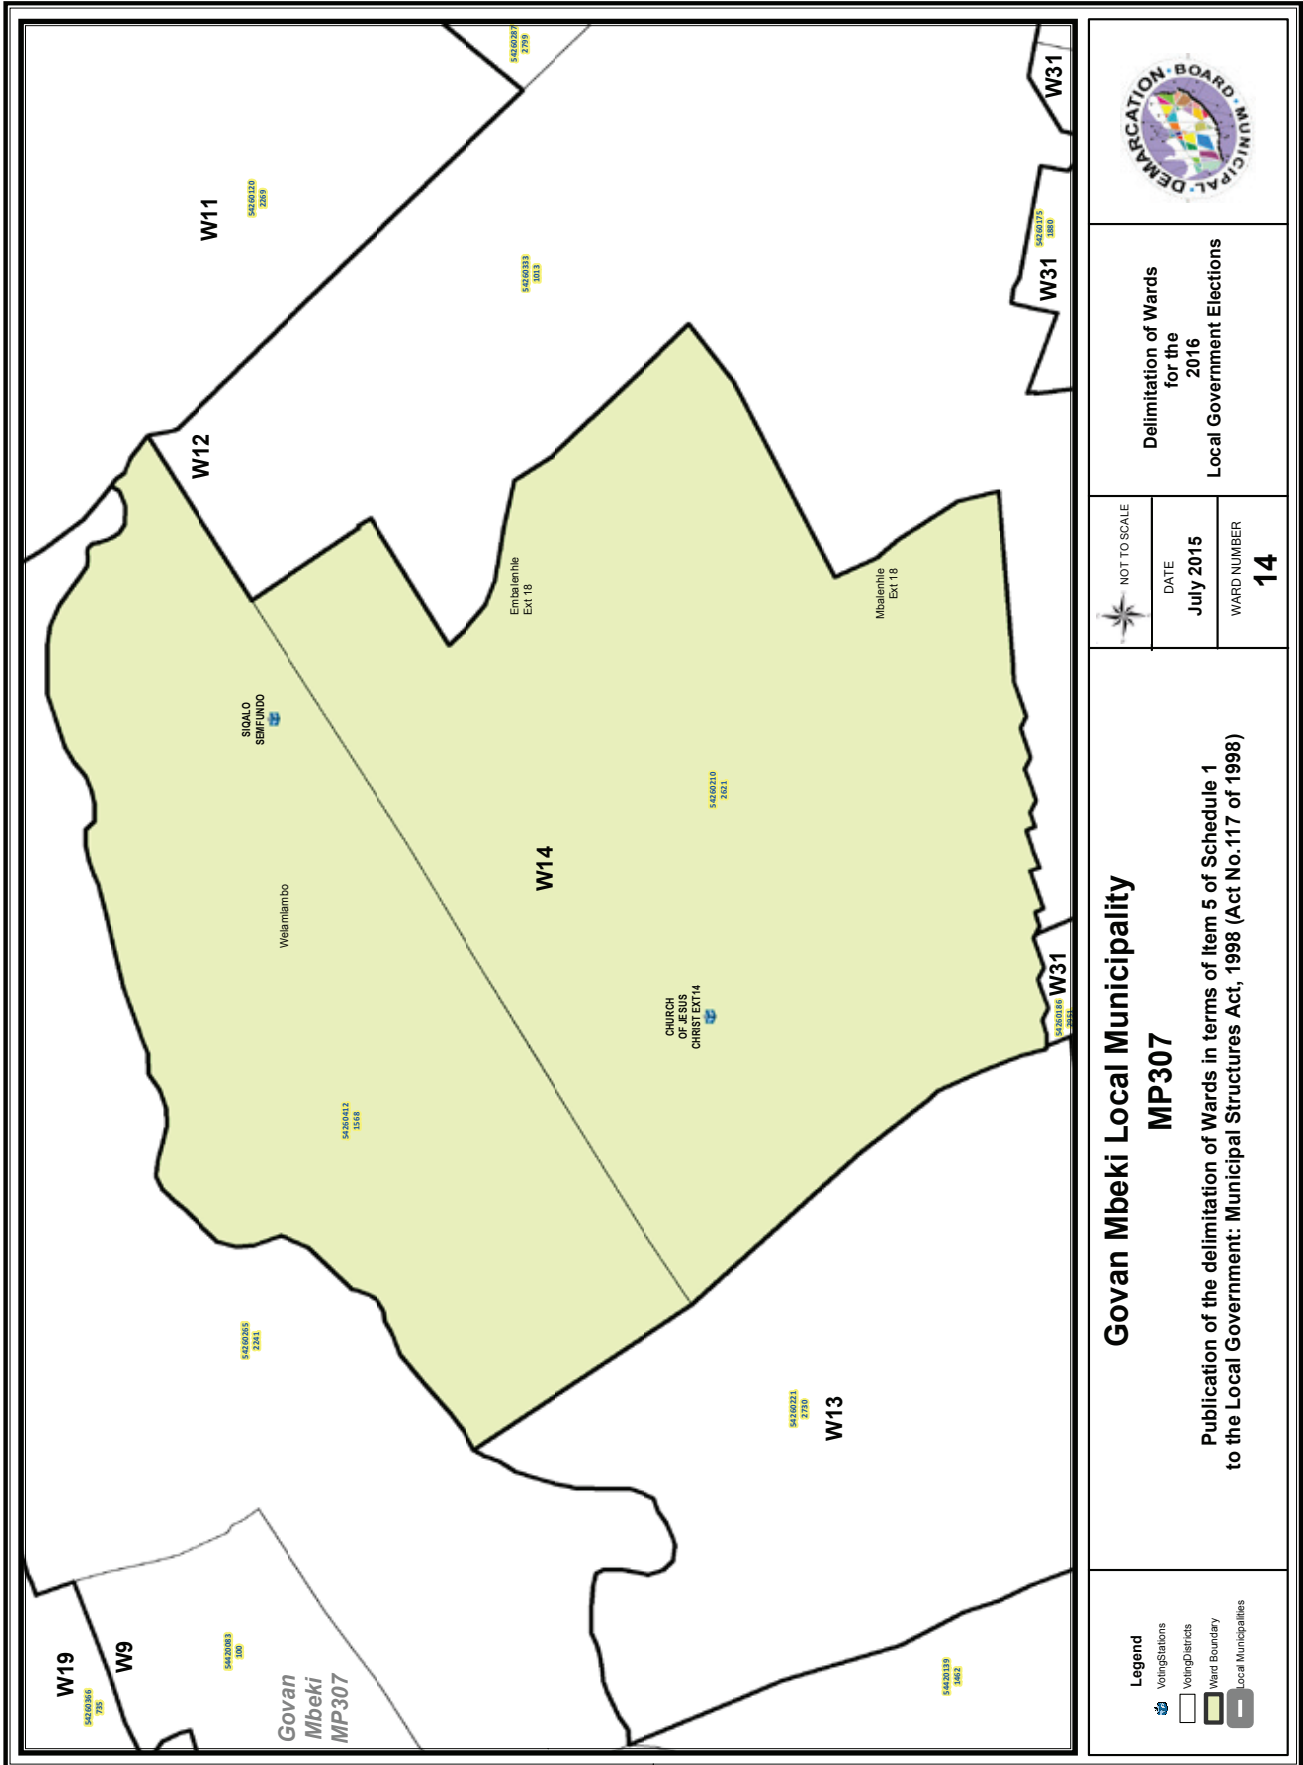 W19
54260366
735
W9
54420083
100
Govan
Mbeki
MP307
54260265
2241
54260412
1568
Welamlambo
SIQALO
SEMFUNDO
W12
W11
54260120
2269
54260287
2799
54260333
1013
Embalenhle
Ext 18
W14
CHURCH
OF JESUS
CHRIST EXT14
54260210
2621
Mbalenhle
Ext 18
54260221
2730
W13
54420139
1462
54260186
2951
W31
W31
54260175
1880
W31
Legend
VotingStations
VotingDistricts
Ward Boundary
Local Municipalities
Govan Mbeki Local Municipality
MP307
Publication of the delimitation of Wards in terms of Item 5 of Schedule 1
to the Local Government: Municipal Structures Act, 1998 (Act No.117 of 1998)
NOT TO SCALE
DATE
July 2015
WARD NUMBER
14
Delimitation of Wards
for the
2016
Local Government Elections
MUNICIPAL · DEMARCATION · BOARD